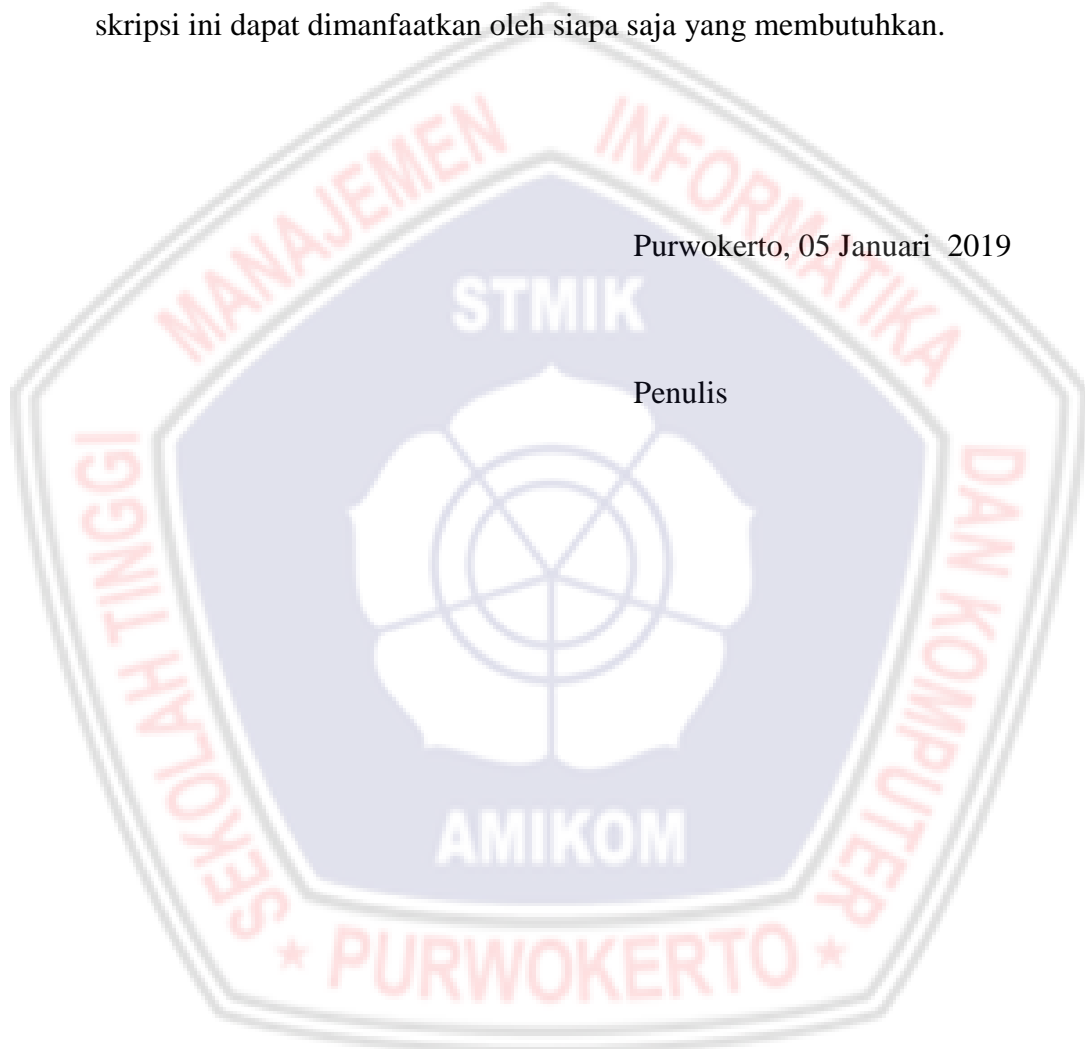 skripsi ini dapat dimanfaatkan oleh siapa saja yang membutuhkan.
Purwokerto, 05 Januari  2019
Penulis
SEKOLAH TINGGI
MANAJEMEN
INFORMATIKA
DAN KOMPUTER
STMIK
AMIKOM
* PURWOKERTO *